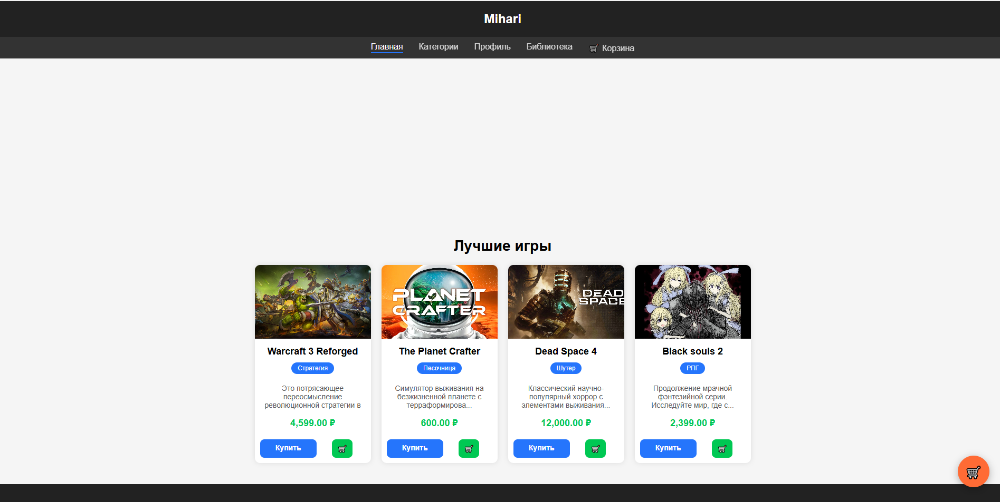 Mihari
Главная Категории Профиль Библиотека Корзина
Лучшие игры
PLANET
CRAFTER
DEAD
SPACE
Warcraft 3 Reforged The Planet Crafter Dead Space 4 Black souls 2
Стратегия Песочница Шутер РПГ
Это потрясающее
переосмысление
революционной стратегии в
Симулятор выживания на
безжизненной планете с
терраформирова...
Классический научно-
популярный хоррор с
элементами выживания...
Продолжение мрачной
фэнтезийной серии.
Исследуйте мир, где с...
4,599.00 ₽ 600.00 ₽ 12,000.00 ₽ 2,399.00 ₽
Купить Купить Купить Купить